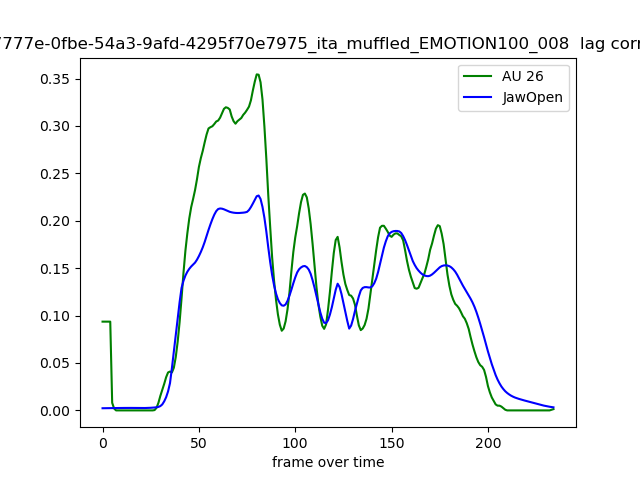 7777e-0fbe-54a3-9afd-4295f70e7975_ita_muffled_EMOTION100_008 lag corr
AU 26
JawOpen
0.35
0.30
0.25
0.20
0.15
0.10
0.05
0.00
0 50 100 150 200
frame over time